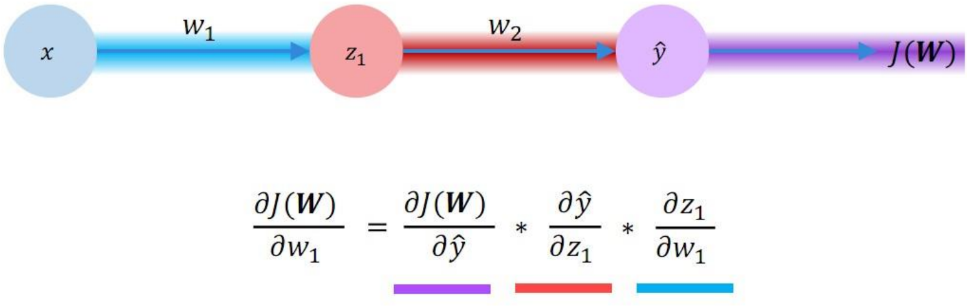 w₁ w₂
x z₁ ŷ J(𝑾)
∂J(𝑾)/∂w₁ = ∂J(𝑾)/∂ŷ * ∂ŷ/∂z₁ * ∂z₁/∂w₁